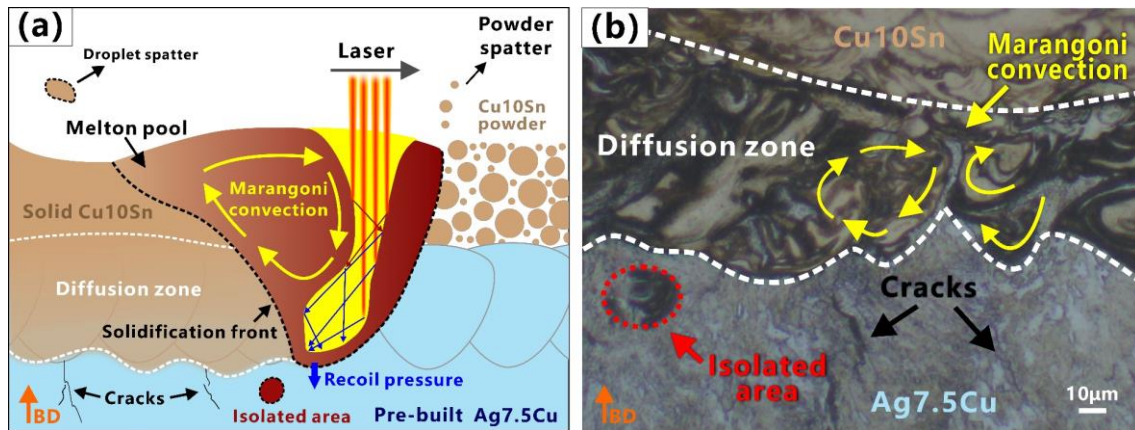 (a)
Droplet spatter
Laser
Powder
spatter
Cu10Sn
powder
Melton pool
Marangoni
convection
Solid Cu10Sn
Diffusion zone
Solidification front
Recoil pressure
Cracks
BD
Isolated area
Pre-built Ag7.5Cu
(b)
Cu10Sn
Marangoni
convection
Diffusion zone
Cracks
Isolated
area
Ag7.5Cu
BD
10μm